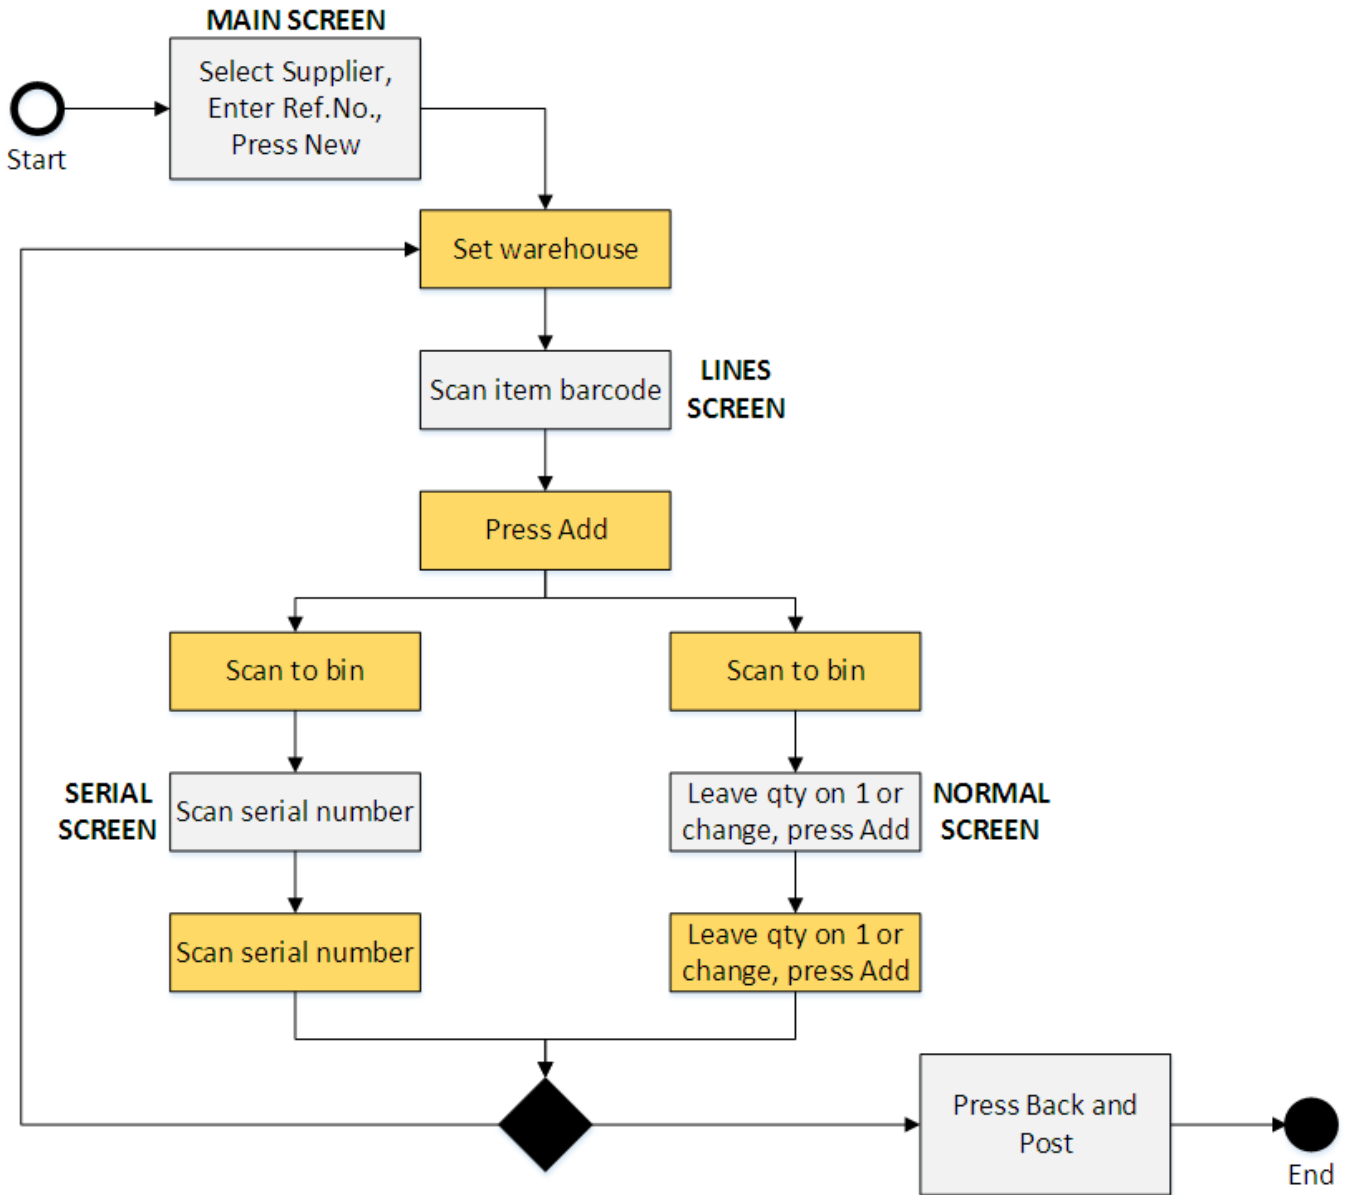 MAIN SCREEN
Select Supplier,
Enter Ref.No.,
Press New
Start
Set warehouse
Scan item barcode
LINES
SCREEN
Press Add
Scan to bin
Scan to bin
SERIAL
SCREEN
Scan serial number
Leave qty on 1 or
change, press Add
NORMAL
SCREEN
Scan serial number
Leave qty on 1 or
change, press Add
Press Back and
Post
End